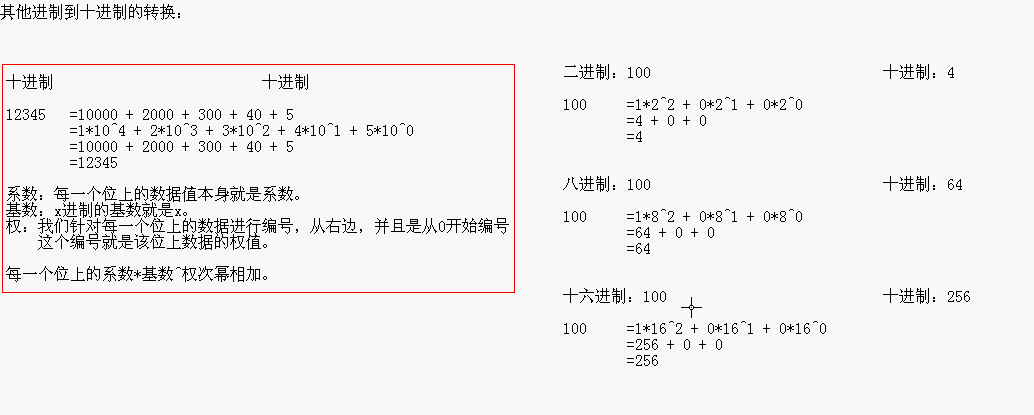 其他进制到十进制的转换：
十进制 十进制
12345 =10000 + 2000 + 300 + 40 + 5
=1*10^4 + 2*10^3 + 3*10^2 + 4*10^1 + 5*10^0
=10000 + 2000 + 300 + 40 + 5
=12345
系数：每一个位上的数据值本身就是系数。
基数：x进制的基数就是x。
权：我们针对每一个位上的数据进行编号，从右边，并且是从0开始编号
这个编号就是该位上数据的权值。
每一个位上的系数*基数^权次幂相加。
二进制：100 十进制：4
100 =1*2^2 + 0*2^1 + 0*2^0
=4 + 0 + 0
=4
八进制：100 十进制：64
100 =1*8^2 + 0*8^1 + 0*8^0
=64 + 0 + 0
=64
十六进制：100 十进制：256
100 =1*16^2 + 0*16^1 + 0*16^0
=256 + 0 + 0
=256